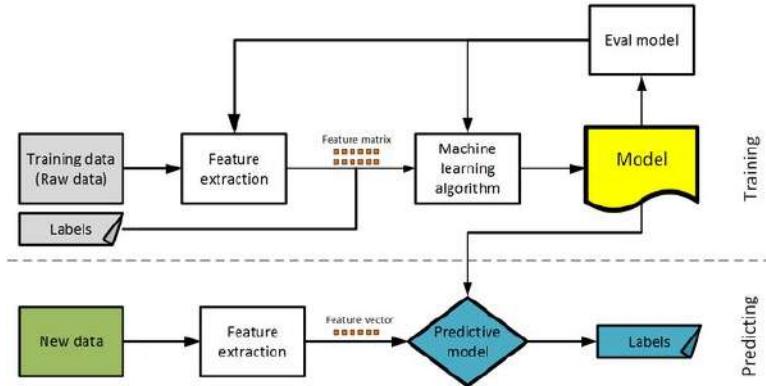 Eval model
Training data
(Raw data)
Feature
extraction
Feature matrix
Machine
learning
algorithm
Model
Training
Labels
New data
Feature
extraction
Feature vector
Predictive
model
Labels
Predicting